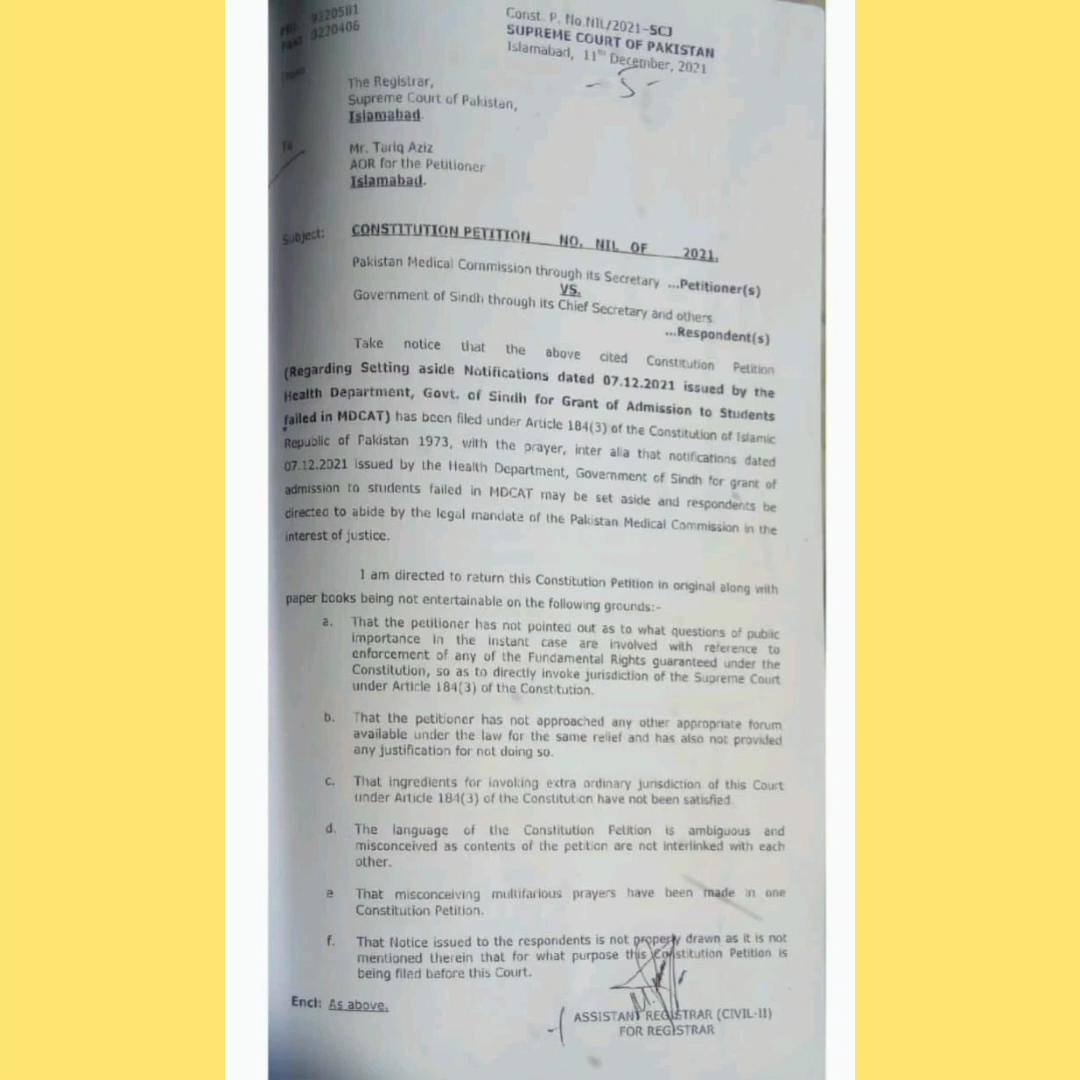 PH: 9220581
FAX: 9220406
Const. P. No.NIL/2021-SCJ
SUPREME COURT OF PAKISTAN
Islamabad, 11th December, 2021
- 5 -
From
The Registrar,
Supreme Court of Pakistan,
Islamabad.
To
Mr. Tariq Aziz
AOR for the Petitioner
Islamabad.
Subject: CONSTITUTION PETITION NO. NIL OF 2021.
Pakistan Medical Commission through its Secretary ...Petitioner(s)
VS.
Government of Sindh through its Chief Secretary and others
...Respondent(s)
Take notice that the above cited Constitution Petition
(Regarding Setting aside Notifications dated 07.12.2021 issued by the
Health Department, Govt. of Sindh for Grant of Admission to Students
failed in MDCAT) has been filed under Article 184(3) of the Constitution of Islamic
Republic of Pakistan 1973, with the prayer, inter alia that notifications dated
07.12.2021 issued by the Health Department, Government of Sindh for grant of
admission to students failed in MDCAT may be set aside and respondents be
directed to abide by the legal mandate of the Pakistan Medical Commission in the
interest of justice.
I am directed to return this Constitution Petition in original along with
paper books being not entertainable on the following grounds:-
a. That the petitioner has not pointed out as to what questions of public
importance in the instant case are involved with reference to
enforcement of any of the Fundamental Rights guaranteed under the
Constitution, so as to directly invoke jurisdiction of the Supreme Court
under Article 184(3) of the Constitution.
b. That the petitioner has not approached any other appropriate forum
available under the law for the same relief and has also not provided
any justification for not doing so.
c. That ingredients for invoking extra ordinary jurisdiction of this Court
under Article 184(3) of the Constitution have not been satisfied.
d. The language of the Constitution Petition is ambiguous and
misconceived as contents of the petition are not interlinked with each
other.
e That misconceiving multifarious prayers have been made in one
Constitution Petition.
f. That Notice issued to the respondents is not properly drawn as it is not
mentioned therein that for what purpose this Constitution Petition is
being filed before this Court.
Encl: As above.
ASSISTANT REGISTRAR (CIVIL-II)
FOR REGISTRAR